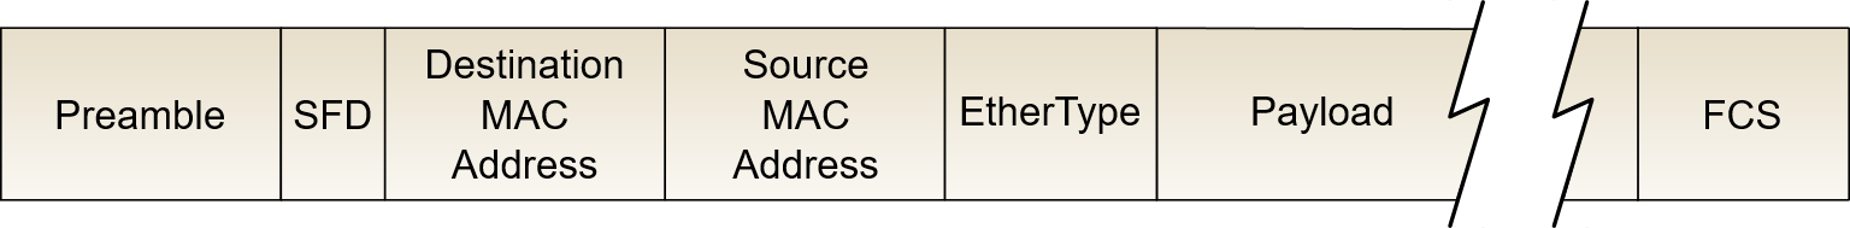 Preamble
SFD
Destination
MAC
Address
Source
MAC
Address
EtherType
Payload
FCS